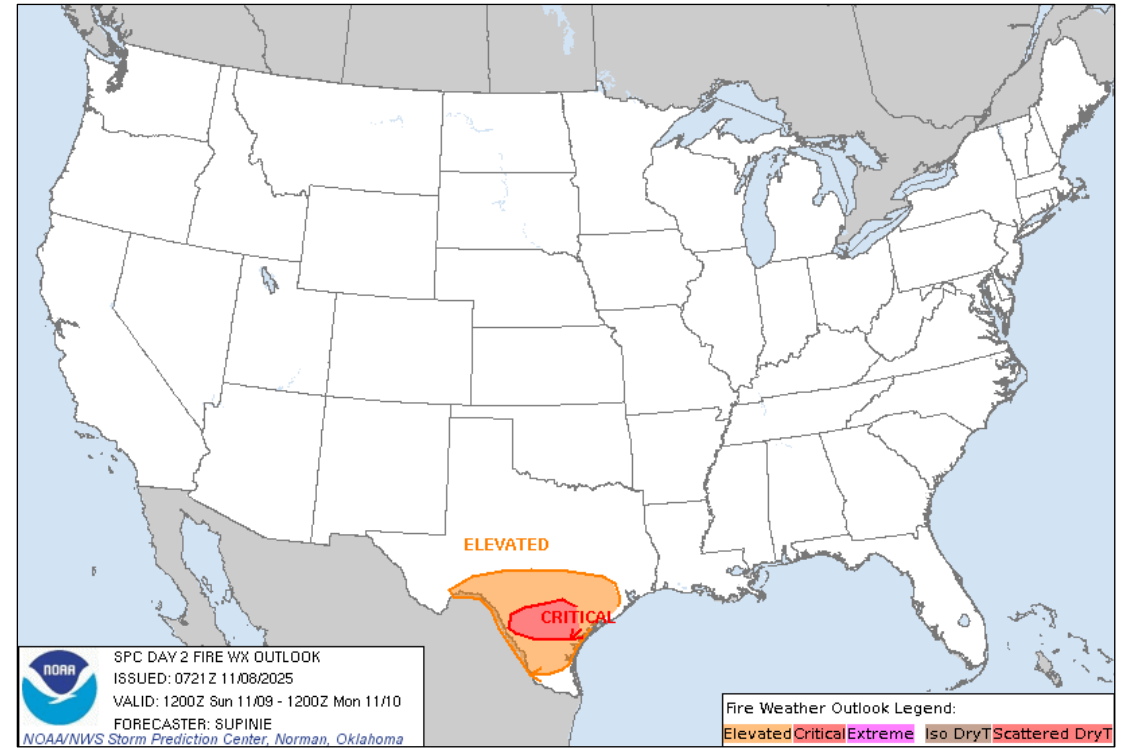 ELEVATED
CRITICAL
NOAA
SPC DAY 2 FIRE WX OUTLOOK
ISSUED: 0721Z 11/08/2025
VALID: 1200Z Sun 11/09 - 1200Z Mon 11/10
FORECASTER: SUPINIE
NOAA/NWS Storm Prediction Center, Norman, Oklahoma
Fire Weather Outlook Legend:
Elevated Critical Extreme Iso DryT Scattered DryT